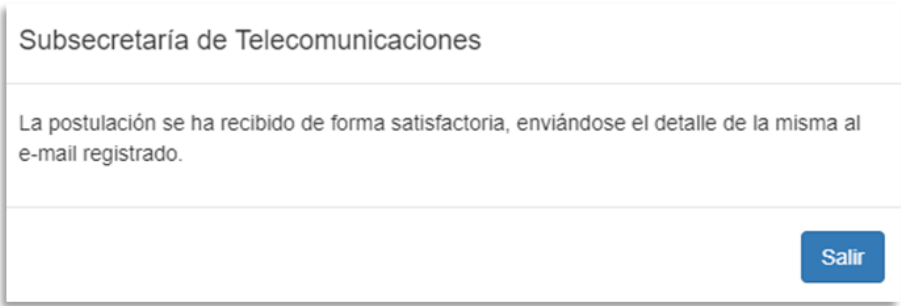 Subsecretaría de Telecomunicaciones
La postulación se ha recibido de forma satisfactoria, enviándose el detalle de la misma al
e-mail registrado.
Salir